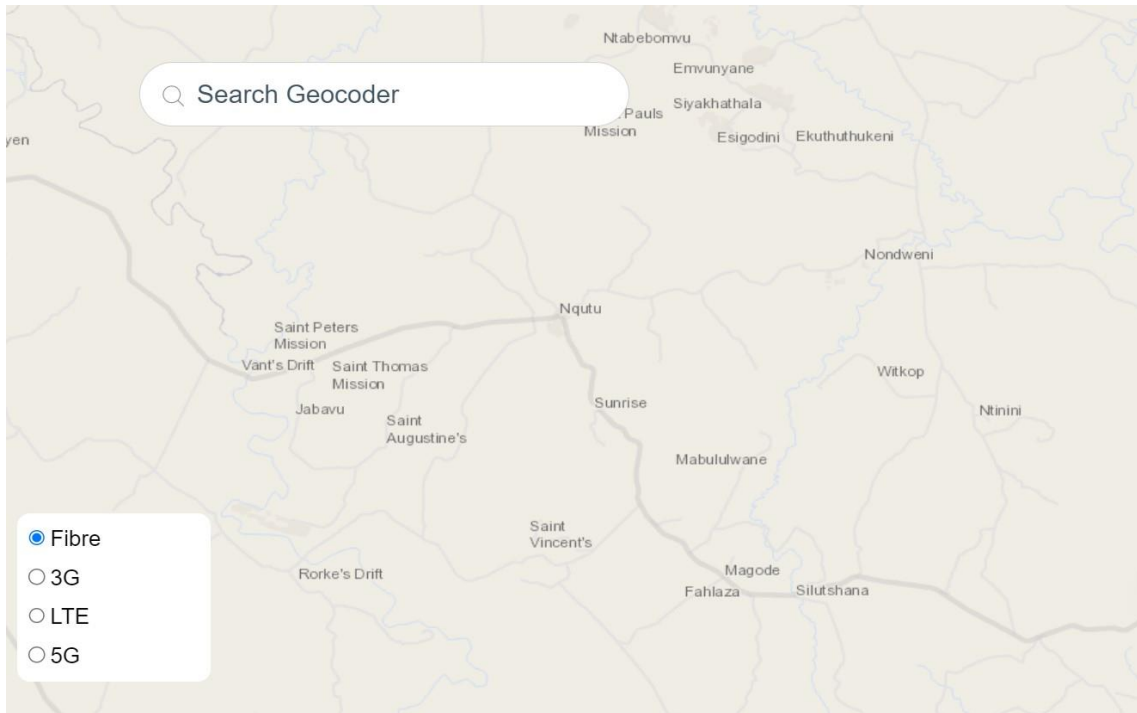 Ntabebomvu
Emvunyane
Search Geocoder
Siyakhathala
Pauls
Mission
Esigodini
Ekuthuthukeni
yen
Nondweni
Nqutu
Saint Peters
Mission
Vant's Drift
Saint Thomas
Mission
Witkop
Jabavu
Sunrise
Ntinini
Saint
Augustine's
Mabululwane
Saint
Vincent's
Fibre
3G
LTE
5G
Rorke's Drift
Magode
Fahlaza
Silutshana